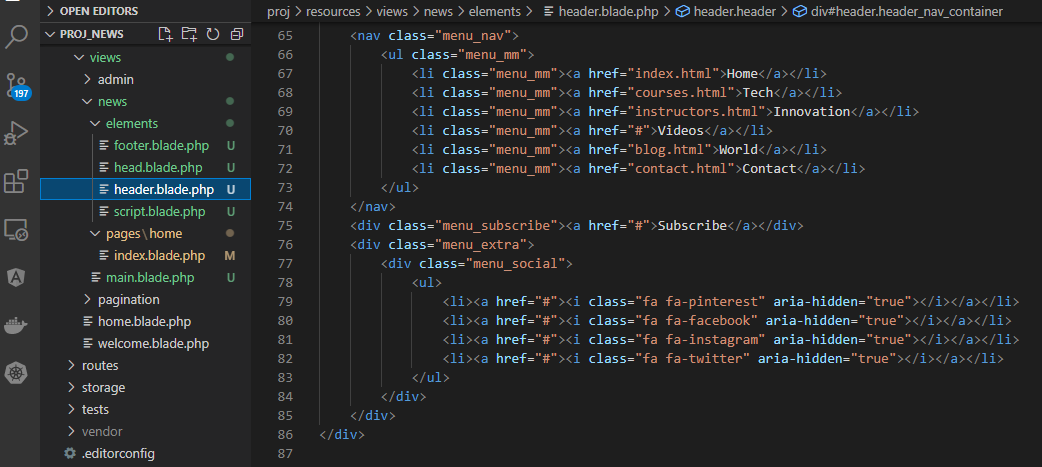 OPEN EDITORS
PROJ_NEWS
views
admin
news
elements
footer.blade.php U
head.blade.php U
header.blade.php U
script.blade.php U
pages\home
index.blade.php M
main.blade.php U
pagination
home.blade.php
welcome.blade.php
routes
storage
tests
vendor
.editorconfig
197
proj > resources > views > news > elements > header.blade.php > header.header > div#header.header_nav_container
65 <nav class="menu_nav">
66 <ul class="menu_mm">
67 <li class="menu_mm"><a href="index.html">Home</a></li>
68 <li class="menu_mm"><a href="courses.html">Tech</a></li>
69 <li class="menu_mm"><a href="instructors.html">Innovation</a></li>
70 <li class="menu_mm"><a href="#">Videos</a></li>
71 <li class="menu_mm"><a href="blog.html">World</a></li>
72 <li class="menu_mm"><a href="contact.html">Contact</a></li>
73 </ul>
74 </nav>
75 <div class="menu_subscribe"><a href="#">Subscribe</a></div>
76 <div class="menu_extra">
77 <div class="menu_social">
78 <ul>
79 <li><a href="#"><i class="fa fa-pinterest" aria-hidden="true"></i></a></li>
80 <li><a href="#"><i class="fa fa-facebook" aria-hidden="true"></i></a></li>
81 <li><a href="#"><i class="fa fa-instagram" aria-hidden="true"></i></a></li>
82 <li><a href="#"><i class="fa fa-twitter" aria-hidden="true"></i></a></li>
83 </ul>
84 </div>
85 </div>
86 </div>
87